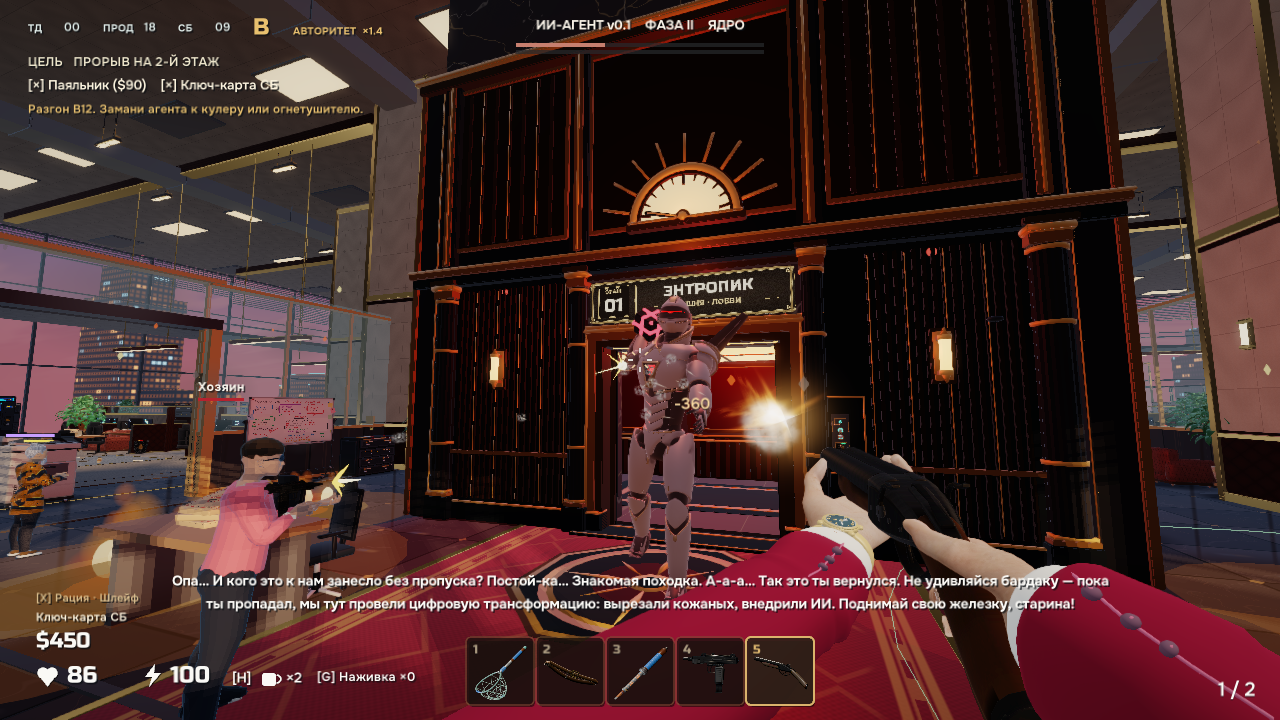 ТД 00 ПРОД 18 СБ 09 B АВТОРИТЕТ ×1.4
ИИ-АГЕНТ v0.1 ФАЗА II ЯДРО
ЦЕЛЬ ПРОРЫВ НА 2-Й ЭТАЖ
[×] Паяльник ($90) [×] Ключ-карта СБ
Разгон B12. Замани агента к кулеру или огнетушителю.
01
ЭНТРОПИК
ЛОББИ
Хозяин
-360
Опа... И кого это к нам занесло без пропуска? Постой-ка... Знакомая походка. А-а-а... Так это ты вернулся. Не удивляйся бардаку — пока
ты пропадал, мы тут провели цифровую трансформацию: вырезали кожаных, внедрили ИИ. Поднимай свою железку, старина!
[X] Рация · Шлейф
Ключ-карта СБ
$450
86 100 [H] ×2 [G] Наживка ×0
1 2 3 4 5
1 / 2